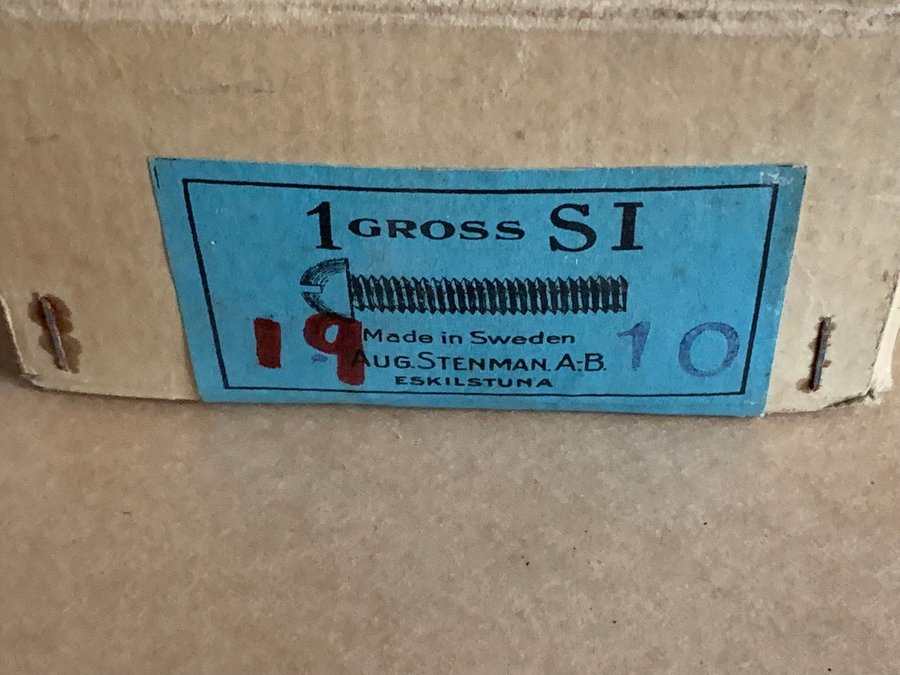 1 GROSS SI
Made in Sweden
19 AUG. STENMAN. A.-B. 10
ESKILSTUNA